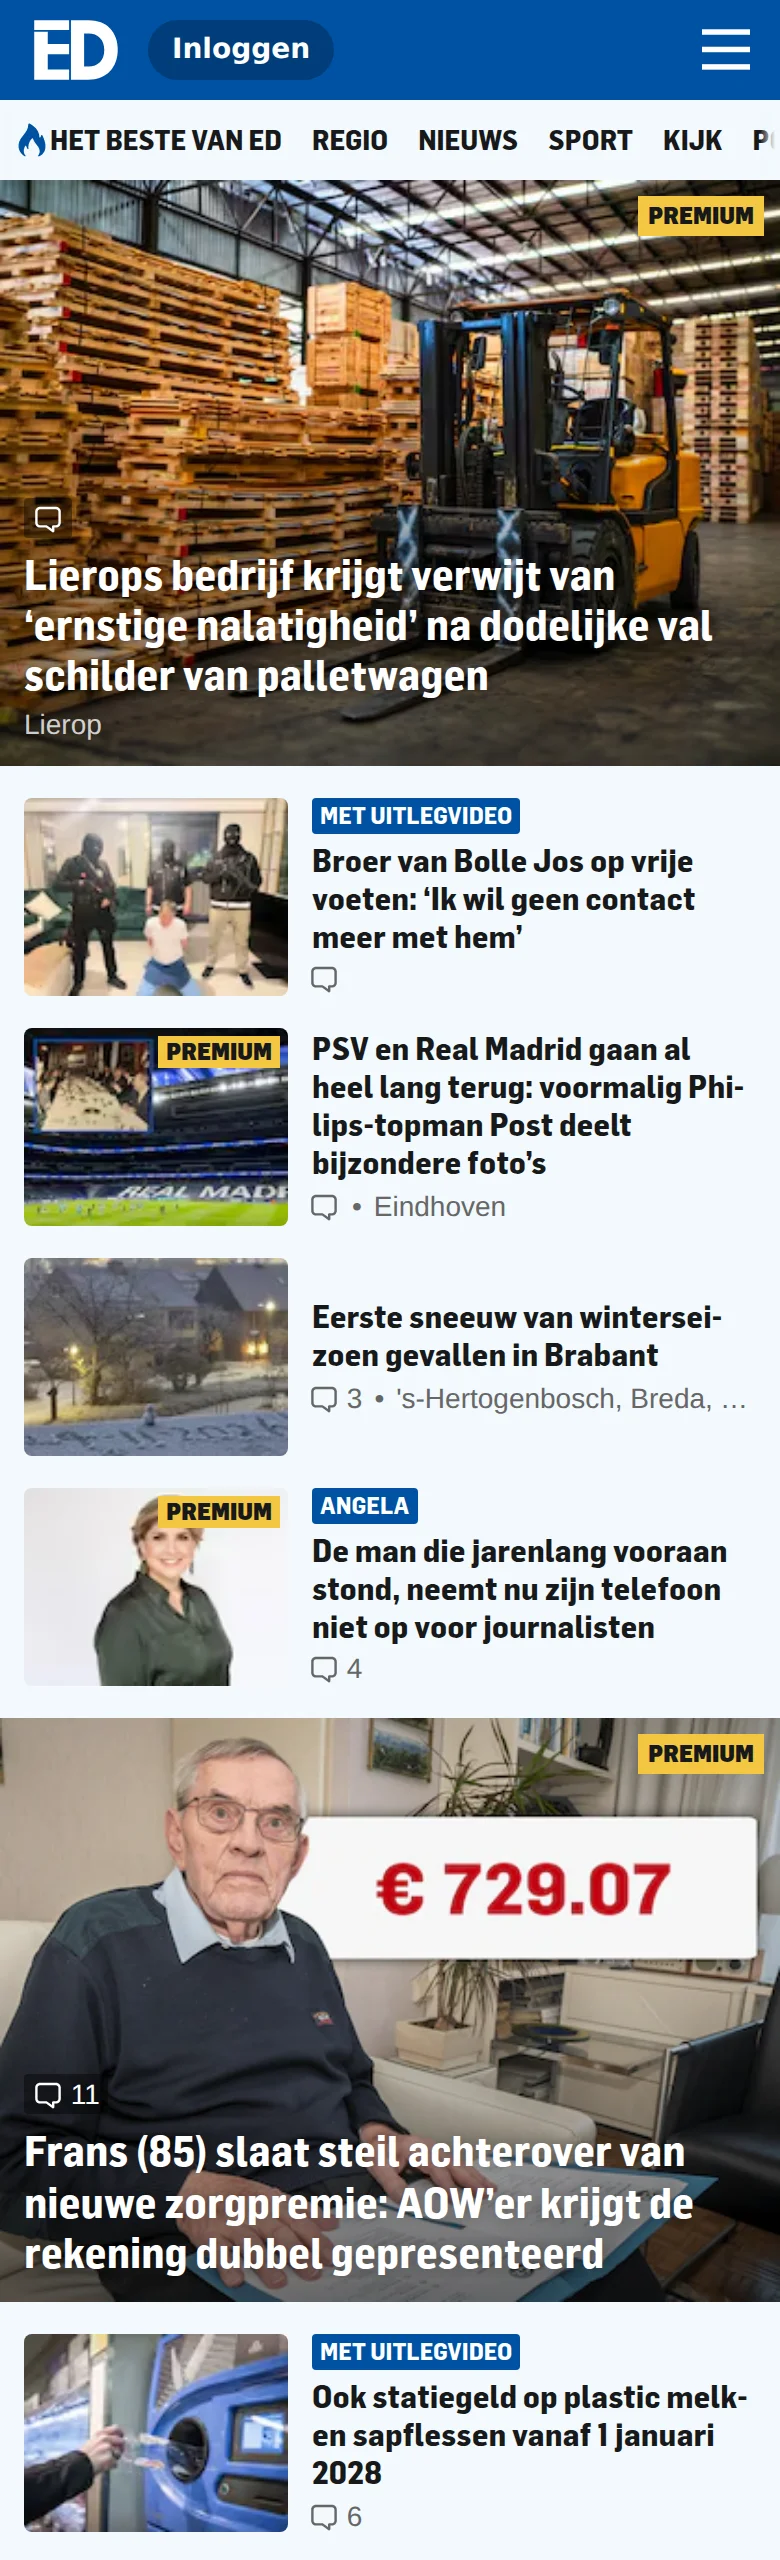 ED
Inloggen
HET BESTE VAN ED REGIO NIEUWS SPORT KIJK
PREMIUM
Lierops bedrijf krijgt verwijt van
‘ernstige nalatigheid’ na dodelijke val
schilder van palletwagen
Lierop
MET UITLEGVIDEO
Broer van Bolle Jos op vrije
voeten: ‘Ik wil geen contact
meer met hem’
PREMIUM
REAL MADR
PSV en Real Madrid gaan al
heel lang terug: voormalig Phi-
lips-topman Post deelt
bijzondere foto’s
• Eindhoven
Eerste sneeuw van wintersei-
zoen gevallen in Brabant
3 • 's-Hertogenbosch, Breda, ...
PREMIUM
ANGELA
De man die jarenlang vooraan
stond, neemt nu zijn telefoon
niet op voor journalisten
4
PREMIUM
€ 729.07
11
Frans (85) slaat steil achterover van
nieuwe zorgpremie: AOW’er krijgt de
rekening dubbel gepresenteerd
MET UITLEGVIDEO
Ook statiegeld op plastic melk-
en sapflessen vanaf 1 januari
2028
6